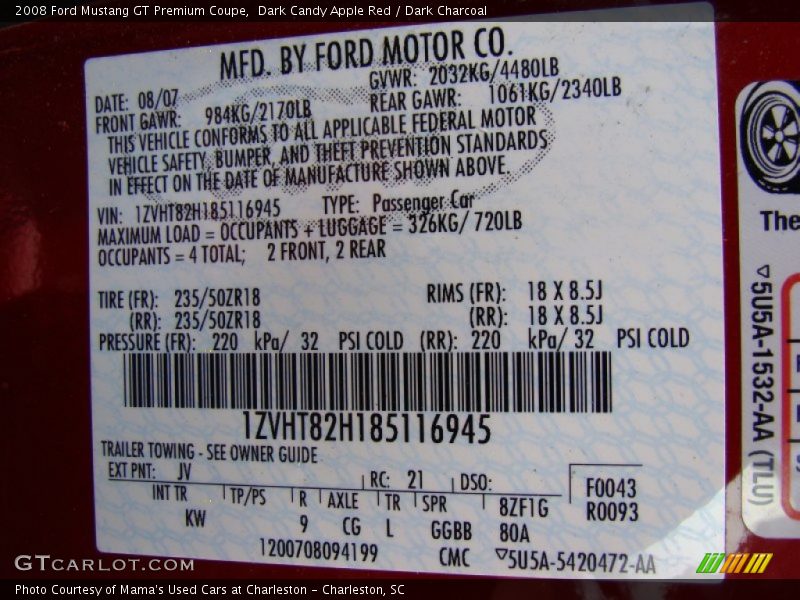 2008 Ford Mustang GT Premium Coupe,  Dark Candy Apple Red / Dark Charcoal
MFD. BY FORD MOTOR CO.
DATE: 08/07
GVWR: 2032KG/4480LB
FRONT GAWR: 984KG/2170LB
REAR GAWR: 1061KG/2340LB
THIS VEHICLE CONFORMS TO ALL APPLICABLE FEDERAL MOTOR
VEHICLE SAFETY, BUMPER, AND THEFT PREVENTION STANDARDS
IN EFFECT ON THE DATE OF MANUFACTURE SHOWN ABOVE.
VIN: 1ZVHT82H185116945 TYPE: Passenger Car
MAXIMUM LOAD = OCCUPANTS + LUGGAGE = 326KG/ 720LB
OCCUPANTS = 4 TOTAL; 2 FRONT, 2 REAR
TIRE (FR): 235/50ZR18 RIMS (FR): 18 X 8.5J
(RR): 235/50ZR18 (RR): 18 X 8.5J
PRESSURE (FR): 220 kPa/ 32 PSI COLD (RR): 220 kPa/ 32 PSI COLD
1ZVHT82H185116945
TRAILER TOWING - SEE OWNER GUIDE
EXT PNT: JV RC: 21 DSO: F0043
INT TR TP/PS R AXLE TR SPR 8ZF1G R0093
KW 9 CG L GGBB 80A
1200708094199 CMC ▽5U5A-5420472-AA
The
▽5U5A-1532-AA (TLU)
GTCARLOT.COM
Photo Courtesy of Mama's Used Cars at Charleston - Charleston, SC